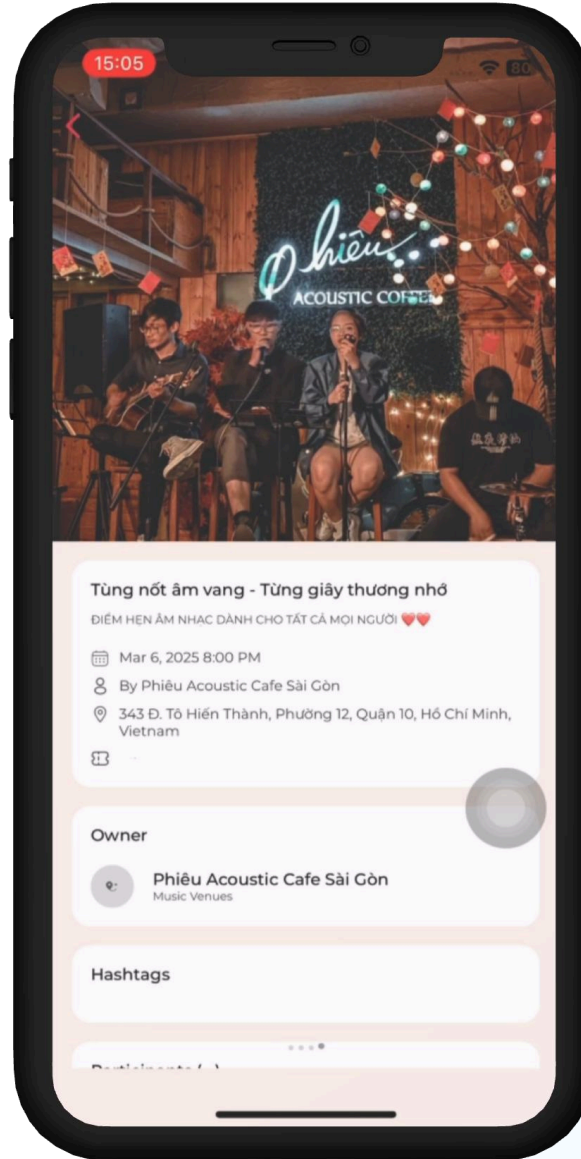 15:05
80
Phiêu
ACOUSTIC COFFEE
Tùng nốt âm vang - Từng giây thương nhớ
ĐIỂM HẸN ÂM NHẠC DÀNH CHO TẤT CẢ MỌI NGƯỜI ❤️❤️
Mar 6, 2025 8:00 PM
By Phiêu Acoustic Cafe Sài Gòn
343 Đ. Tô Hiến Thành, Phường 12, Quận 10, Hồ Chí Minh,
Vietnam
Owner
Phiêu Acoustic Cafe Sài Gòn
Music Venues
Hashtags